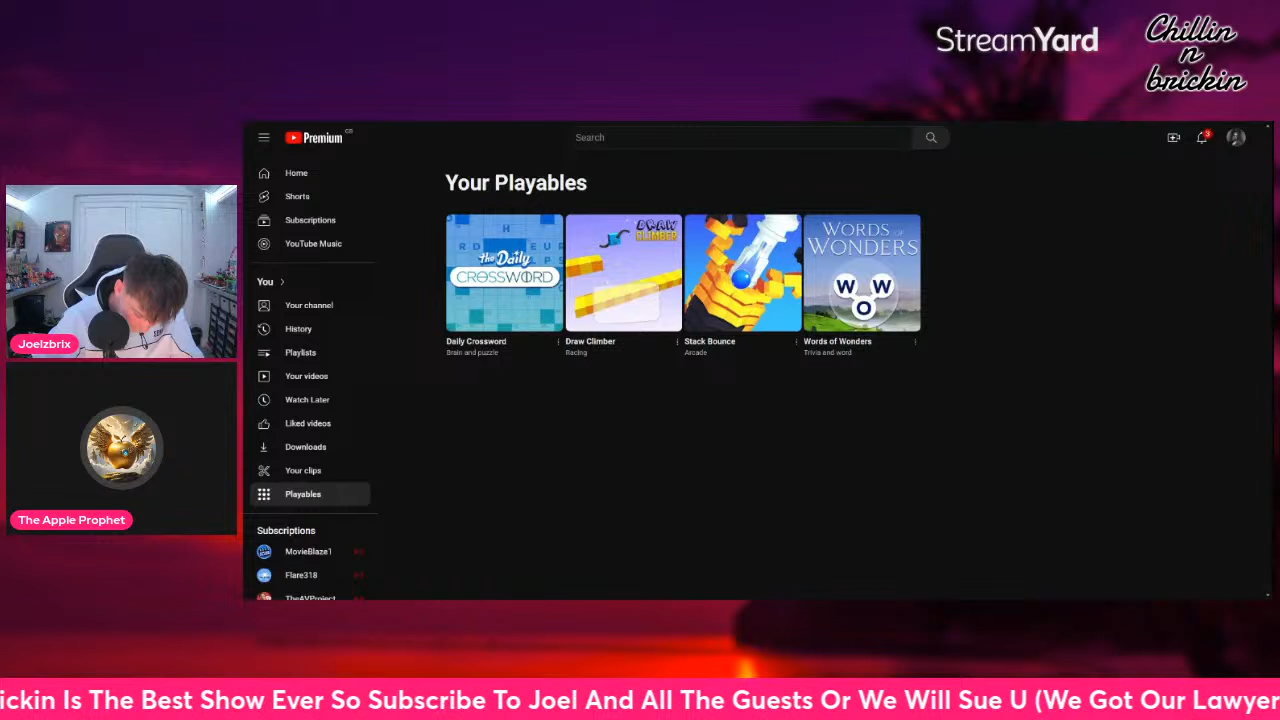 StreamYard
Chillin
n
brickin
Premium
CG
Search
3
Home
Shorts
Subscriptions
YouTube Music
You
Your channel
History
Playlists
Your videos
Watch Later
Liked videos
Downloads
Your clips
Playables
Subscriptions
MovieBlaze1
Flare318
TheAVProject
Your Playables
the Daily
CROSSWORD
Daily Crossword
Brain and puzzle
DRAW
CLIMBER
Draw Climber
Racing
Stack Bounce
Arcade
WORDS OF
WONDERS
W W
O
Words of Wonders
Trivia and word
Joelzbrix
The Apple Prophet
ickin Is The Best Show Ever So Subscribe To Joel And All The Guests Or We Will Sue U (We Got Our Lawyer